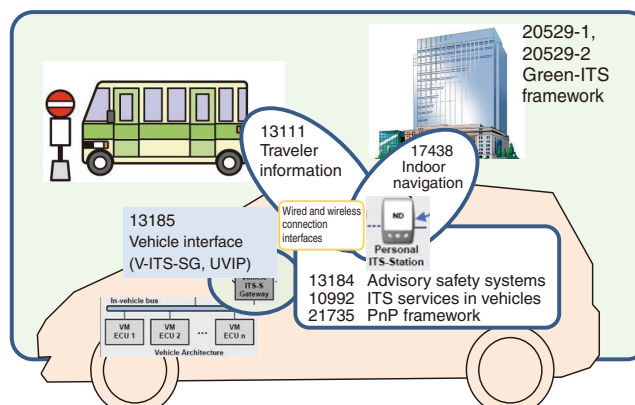 20529-1,
20529-2
Green-ITS
framework
13111
Traveler
information
17438
Indoor
navigation
Wired and wireless
connection
interfaces
ND
Personal
ITS-Station
13185
Vehicle interface
(V-ITS-SG, UVIP)
ITS-S
Gateway
13184 Advisory safety systems
10992 ITS services in vehicles
21735 PnP framework
In-vehicle bus
VM
ECU 1
VM
ECU 2
...
VM
ECU n
Vehicle Architecture